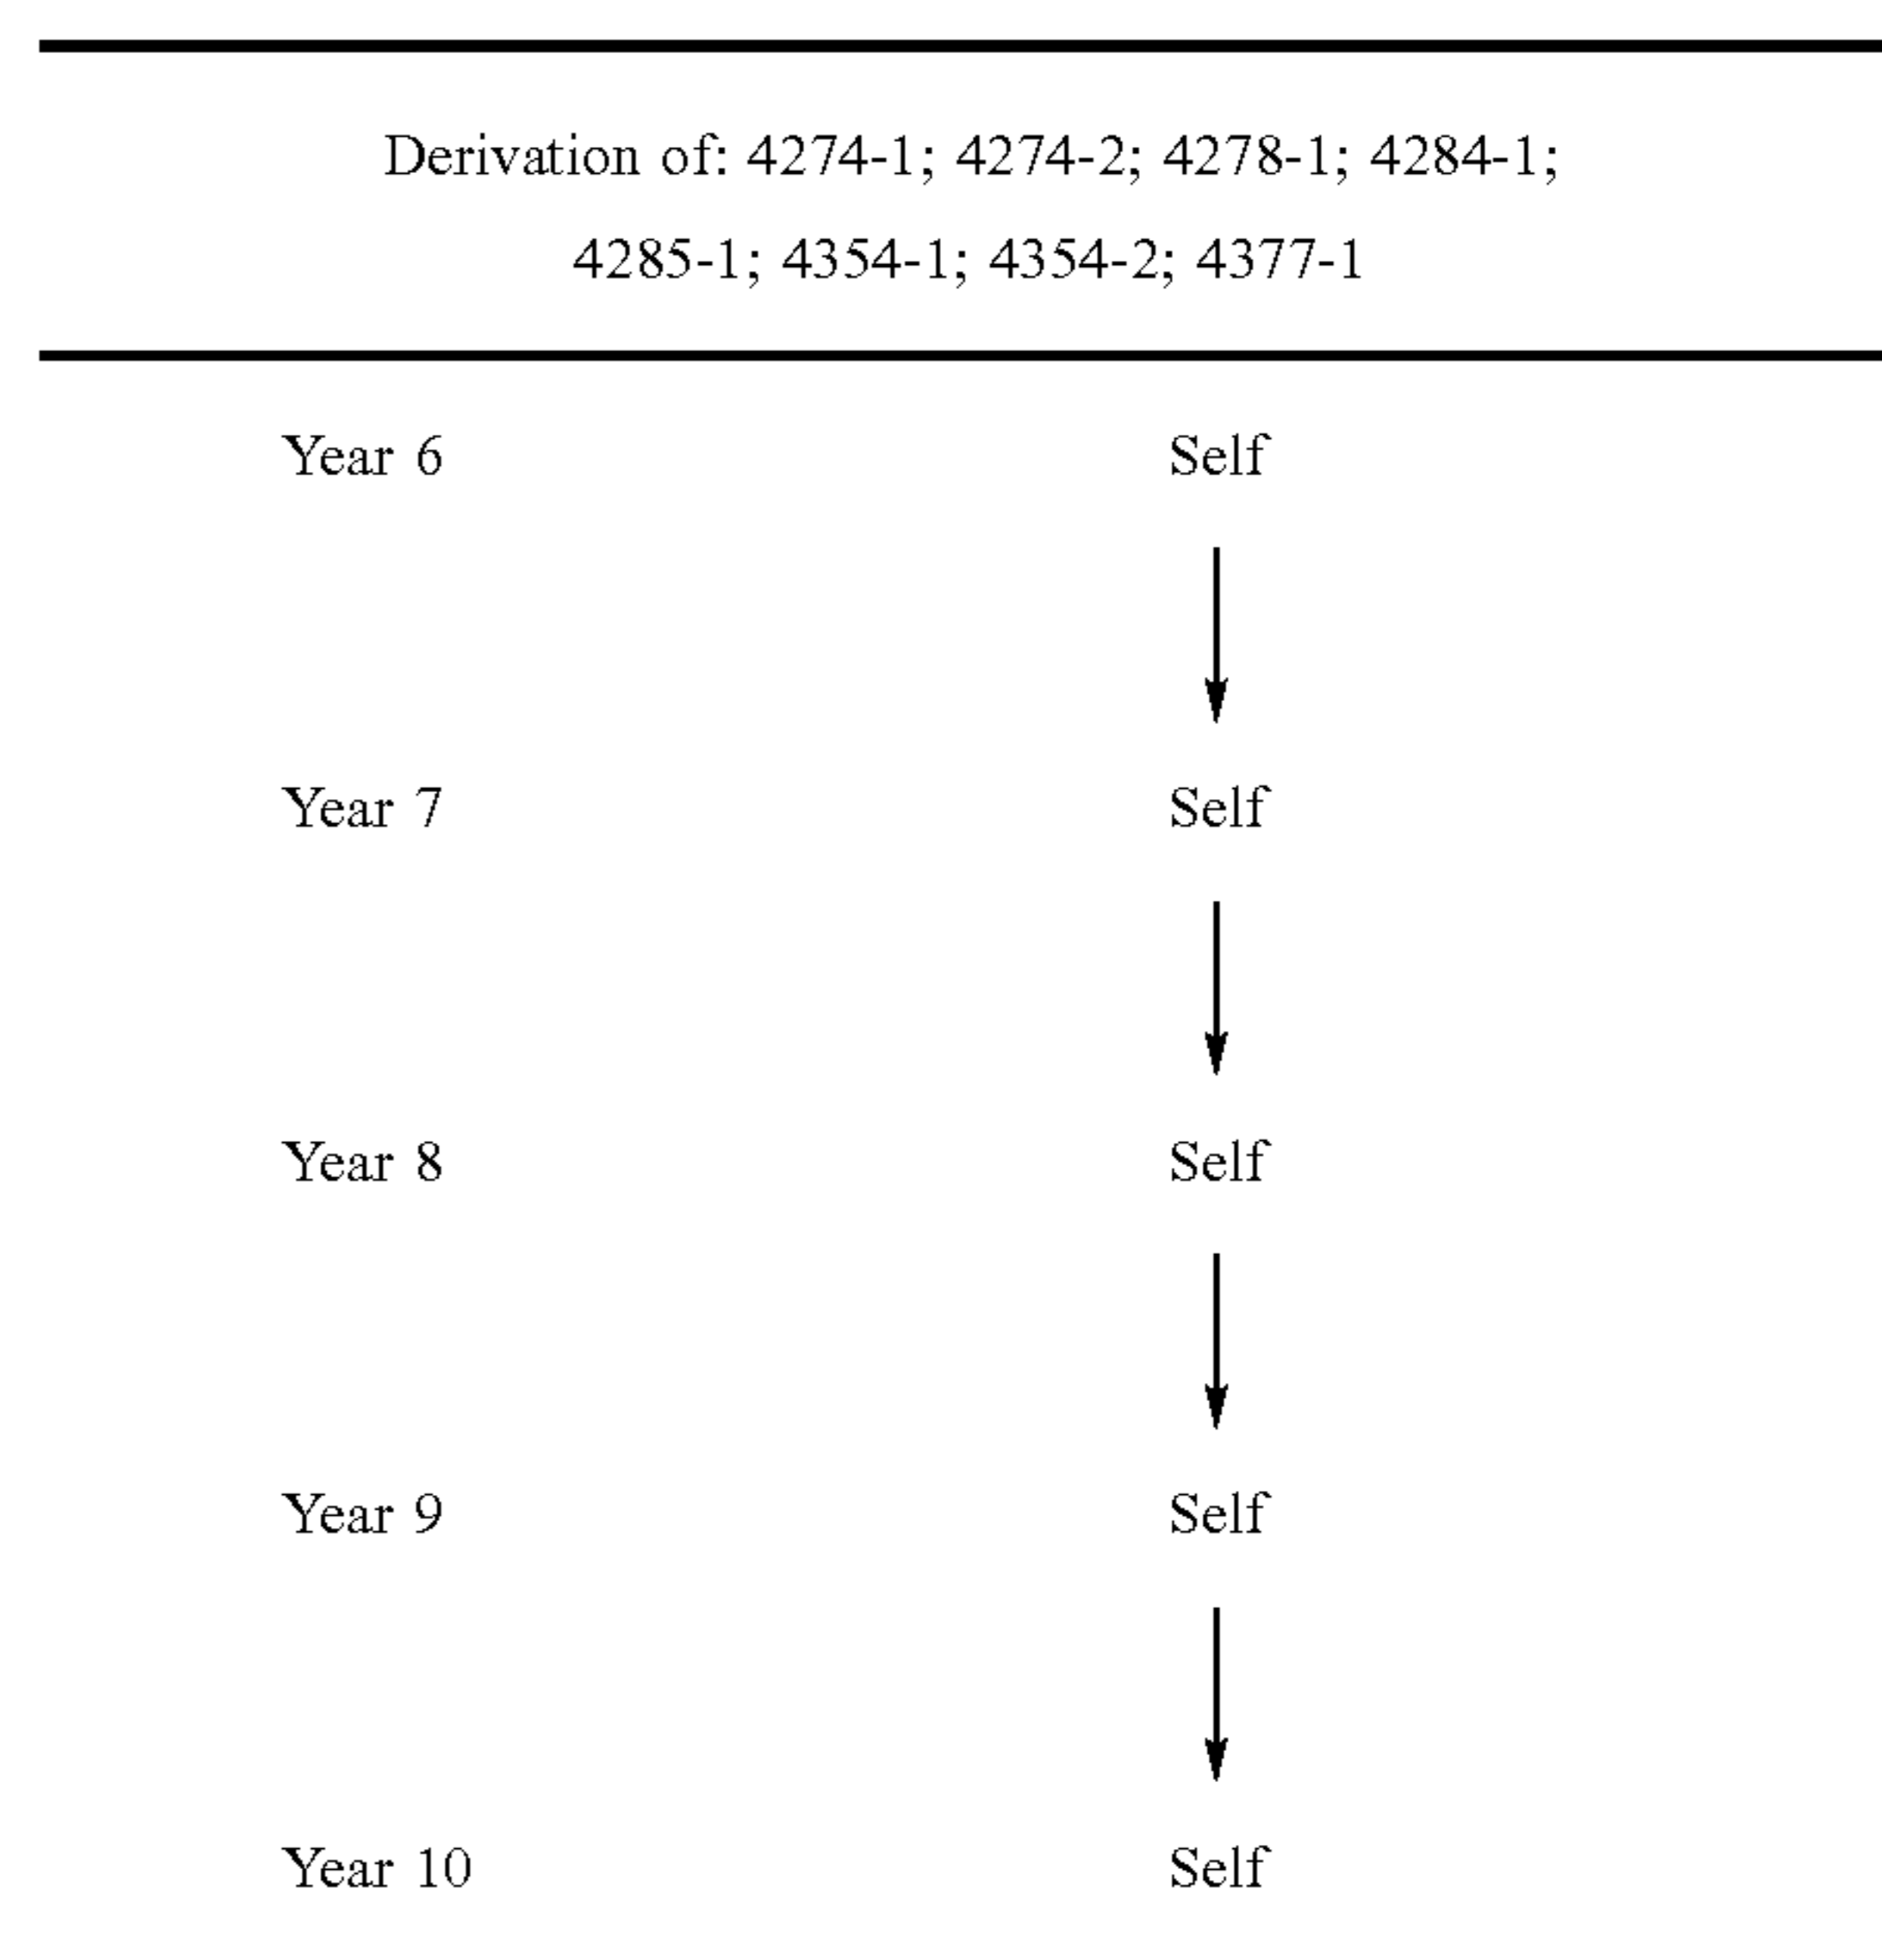 Derivation of: 4274-1; 4274-2; 4278-1; 4284-1;
4285-1; 4354-1; 4354-2; 4377-1
Year 6 Self
Year 7 Self
Year 8 Self
Year 9 Self
Year 10 Self